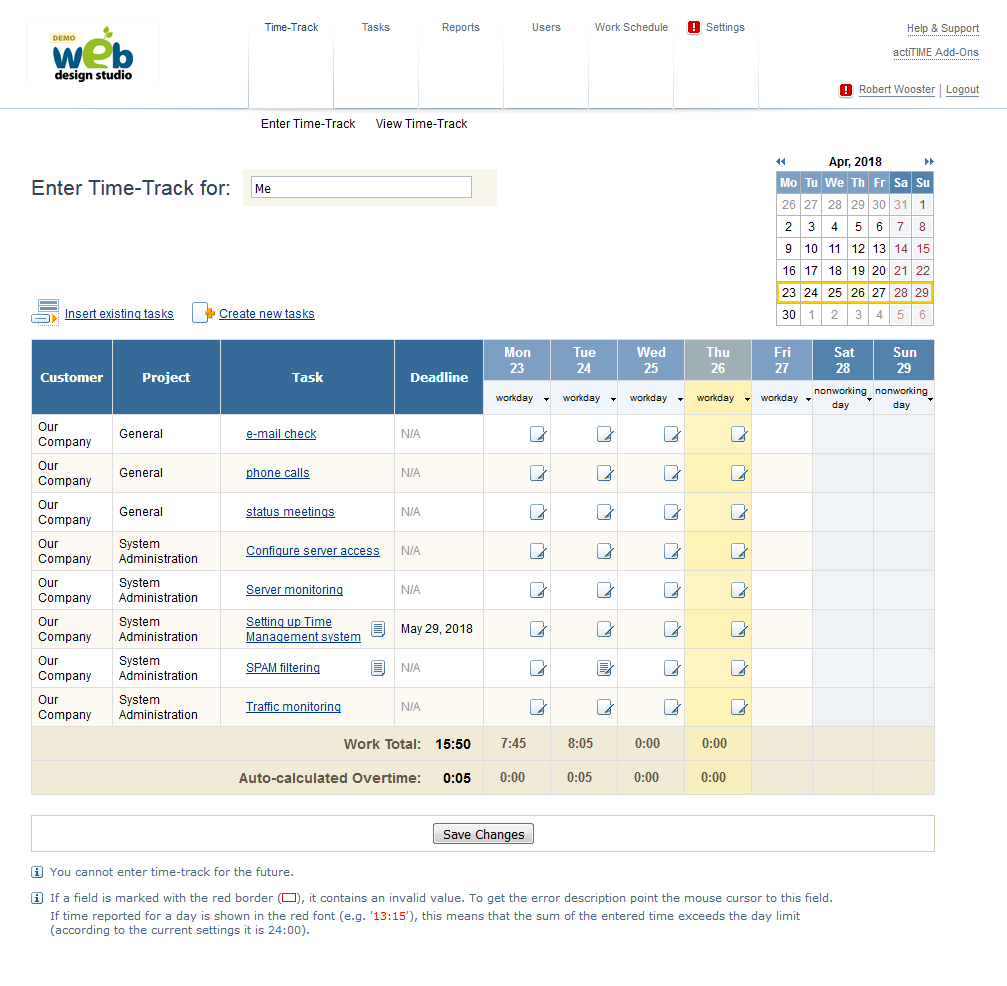 DEMO
web
design studio
Time-Track Tasks Reports Users Work Schedule Settings
Help & Support
actiTIME Add-Ons
Robert Wooster | Logout
Enter Time-Track View Time-Track
Enter Time-Track for: Me
Apr, 2018
Mo Tu We Th Fr Sa Su
26 27 28 29 30 31 1
2 3 4 5 6 7 8
9 10 11 12 13 14 15
16 17 18 19 20 21 22
23 24 25 26 27 28 29
30 1 2 3 4 5 6
Insert existing tasks Create new tasks
Customer Project Task Deadline
Mon Tue Wed Thu Fri Sat Sun
23 24 25 26 27 28 29
workday workday workday workday workday nonworking day nonworking day
Our Company General e-mail check N/A
Our Company General phone calls N/A
Our Company General status meetings N/A
Our Company System Administration Configure server access N/A
Our Company System Administration Server monitoring N/A
Our Company System Administration Setting up Time Management system May 29, 2018
Our Company System Administration SPAM filtering N/A
Our Company System Administration Traffic monitoring N/A
Work Total: 15:50 7:45 8:05 0:00 0:00
Auto-calculated Overtime: 0:05 0:00 0:05 0:00 0:00
Save Changes
You cannot enter time-track for the future.
If a field is marked with the red border ( ), it contains an invalid value. To get the error description point the mouse cursor to this field.
If time reported for a day is shown in the red font (e.g. '13:15'), this means that the sum of the entered time exceeds the day limit
(according to the current settings it is 24:00).